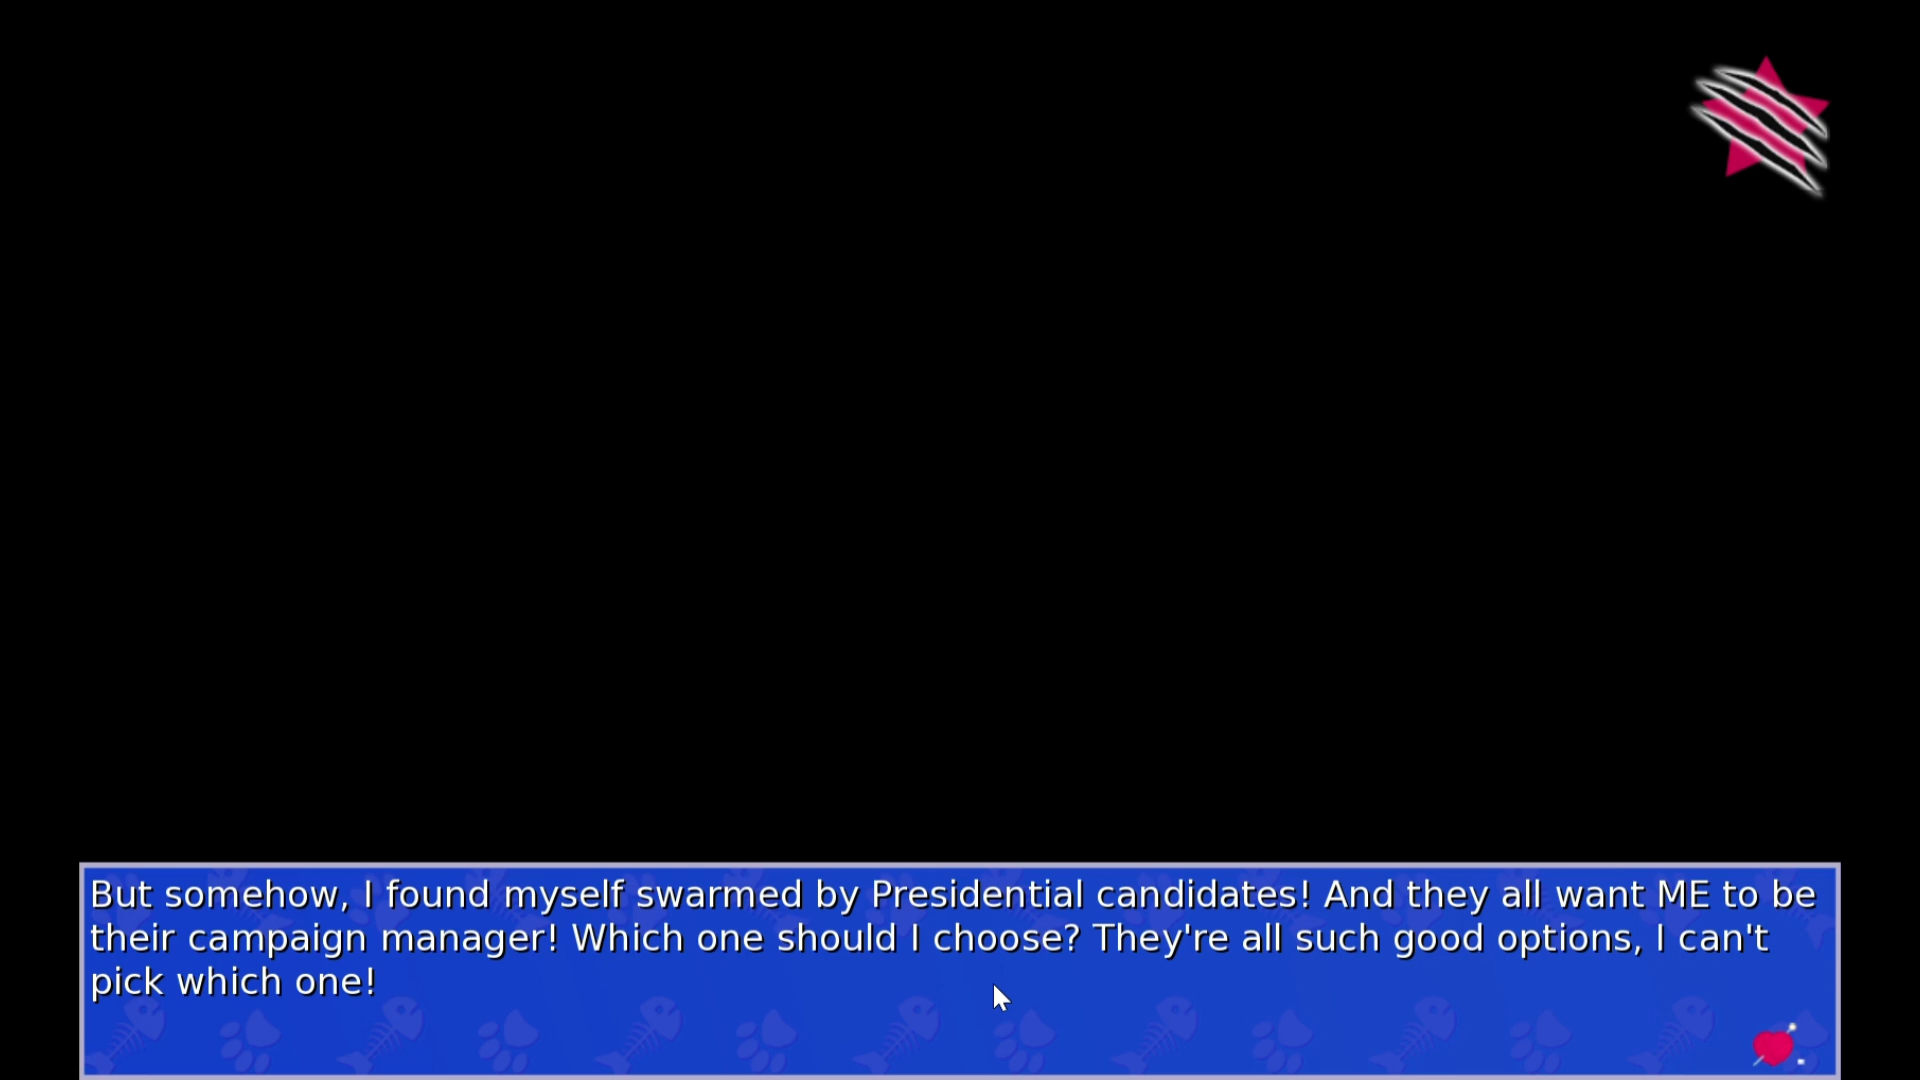 But somehow, I found myself swarmed by Presidential candidates! And they all want ME to be
their campaign manager! Which one should I choose? They're all such good options, I can't
pick which one!